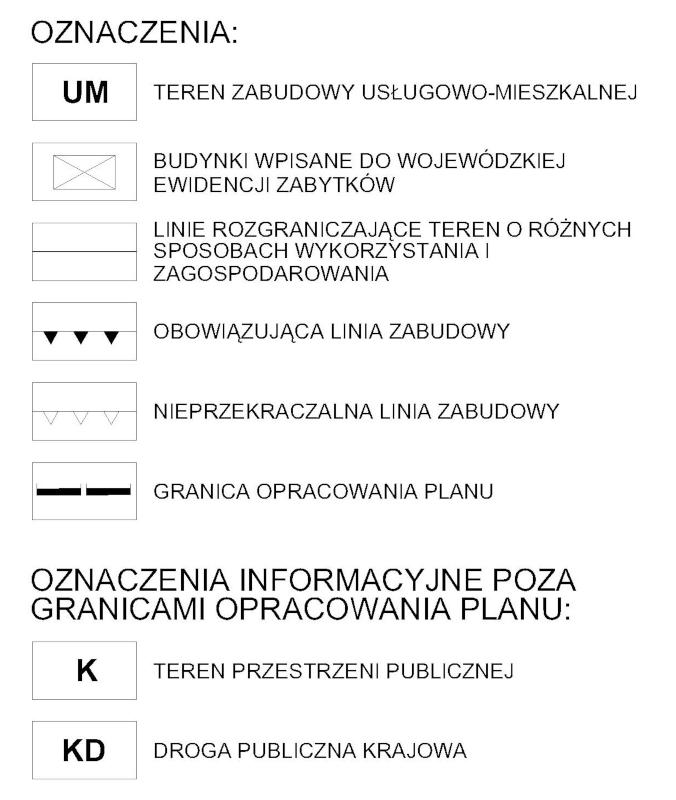 OZNACZENIA:
UM TEREN ZABUDOWY USŁUGOWO-MIESZKALNEJ
BUDYNKI WPISANE DO WOJEWÓDZKIEJ
EWIDENCJI ZABYTKÓW
LINIE ROZGRANICZAJĄCE TEREN O RÓŻNYCH
SPOSOBACH WYKORZYSTANIA I
ZAGOSPODAROWANIA
OBOWIĄZUJĄCA LINIA ZABUDOWY
NIEPRZEKRACZALNA LINIA ZABUDOWY
GRANICA OPRACOWANIA PLANU
OZNACZENIA INFORMACYJNE POZA
GRANICAMI OPRACOWANIA PLANU:
K TEREN PRZESTRZENI PUBLICZNEJ
KD DROGA PUBLICZNA KRAJOWA